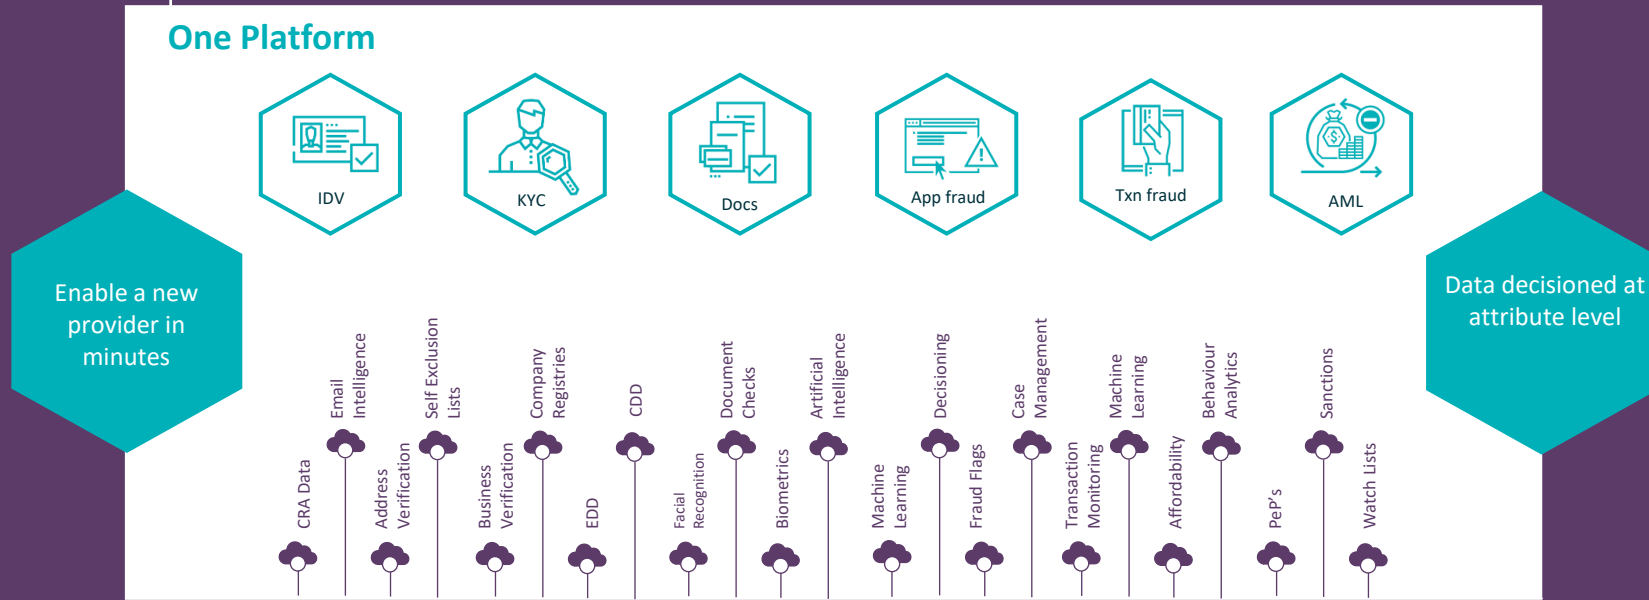 One Platform
IDV
KYC
Docs
App fraud
Txn fraud
AML
Enable a new
provider in
minutes
Data decisioned at
attribute level
CRA Data
Email
Intelligence
Address
Verification
Self Exclusion
Lists
Business
Verification
Company
Registries
EDD
CDD
Facial
Recognition
Document
Checks
Biometrics
Artificial
Intelligence
Machine
Learning
Decisioning
Fraud Flags
Case
Management
Transaction
Monitoring
Machine
Learning
Affordability
Behaviour
Analytics
PeP's
Sanctions
Watch Lists